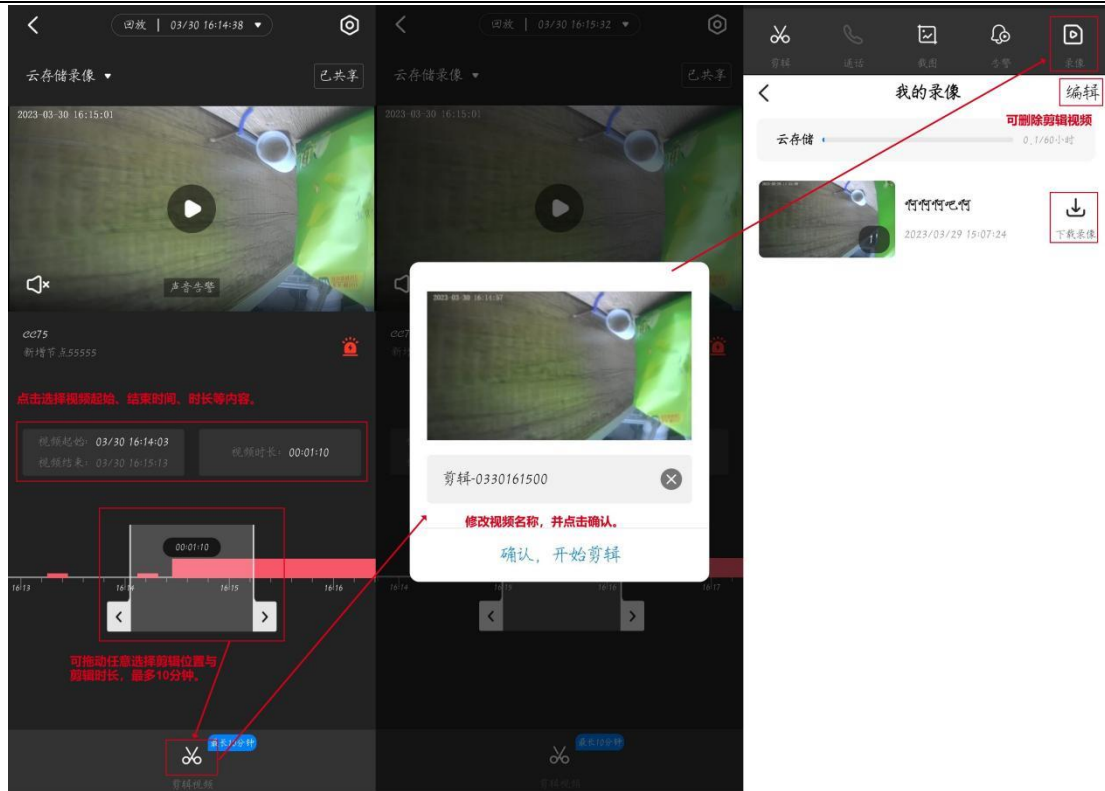 回放 | 03/30 16:14:38 ▼
云存储录像 ▼
已共享
2023-03-30 16:15:01
声音告警
cc75
新增节点55555
点击选择视频起始、结束时间、时长等内容。
视频起始: 03/30 16:14:03
视频结束: 03/30 16:15:13
视频时长: 00:01:10
00:01:10
16:13
16:14
16:15
16:16
可拖动任意选择剪辑位置与
剪辑时长，最多10分钟。
最长10分钟
剪辑视频
回放 | 03/30 16:15:32 ▼
云存储录像 ▼
已共享
2023-03-30 16:15:01
cc7
新增
2023-03-30 16:14:57
剪辑-0330161500
修改视频名称，并点击确认。
确认，开始剪辑
16:14
16:15
16:16
16:17
最长10分钟
剪辑视频
剪辑
通话
截图
告警
录像
我的录像
编辑
可删除剪辑视频
云存储
0.1/60小时
啊啊啊吧啊
2023/03/29 15:07:24
1'
下载录像